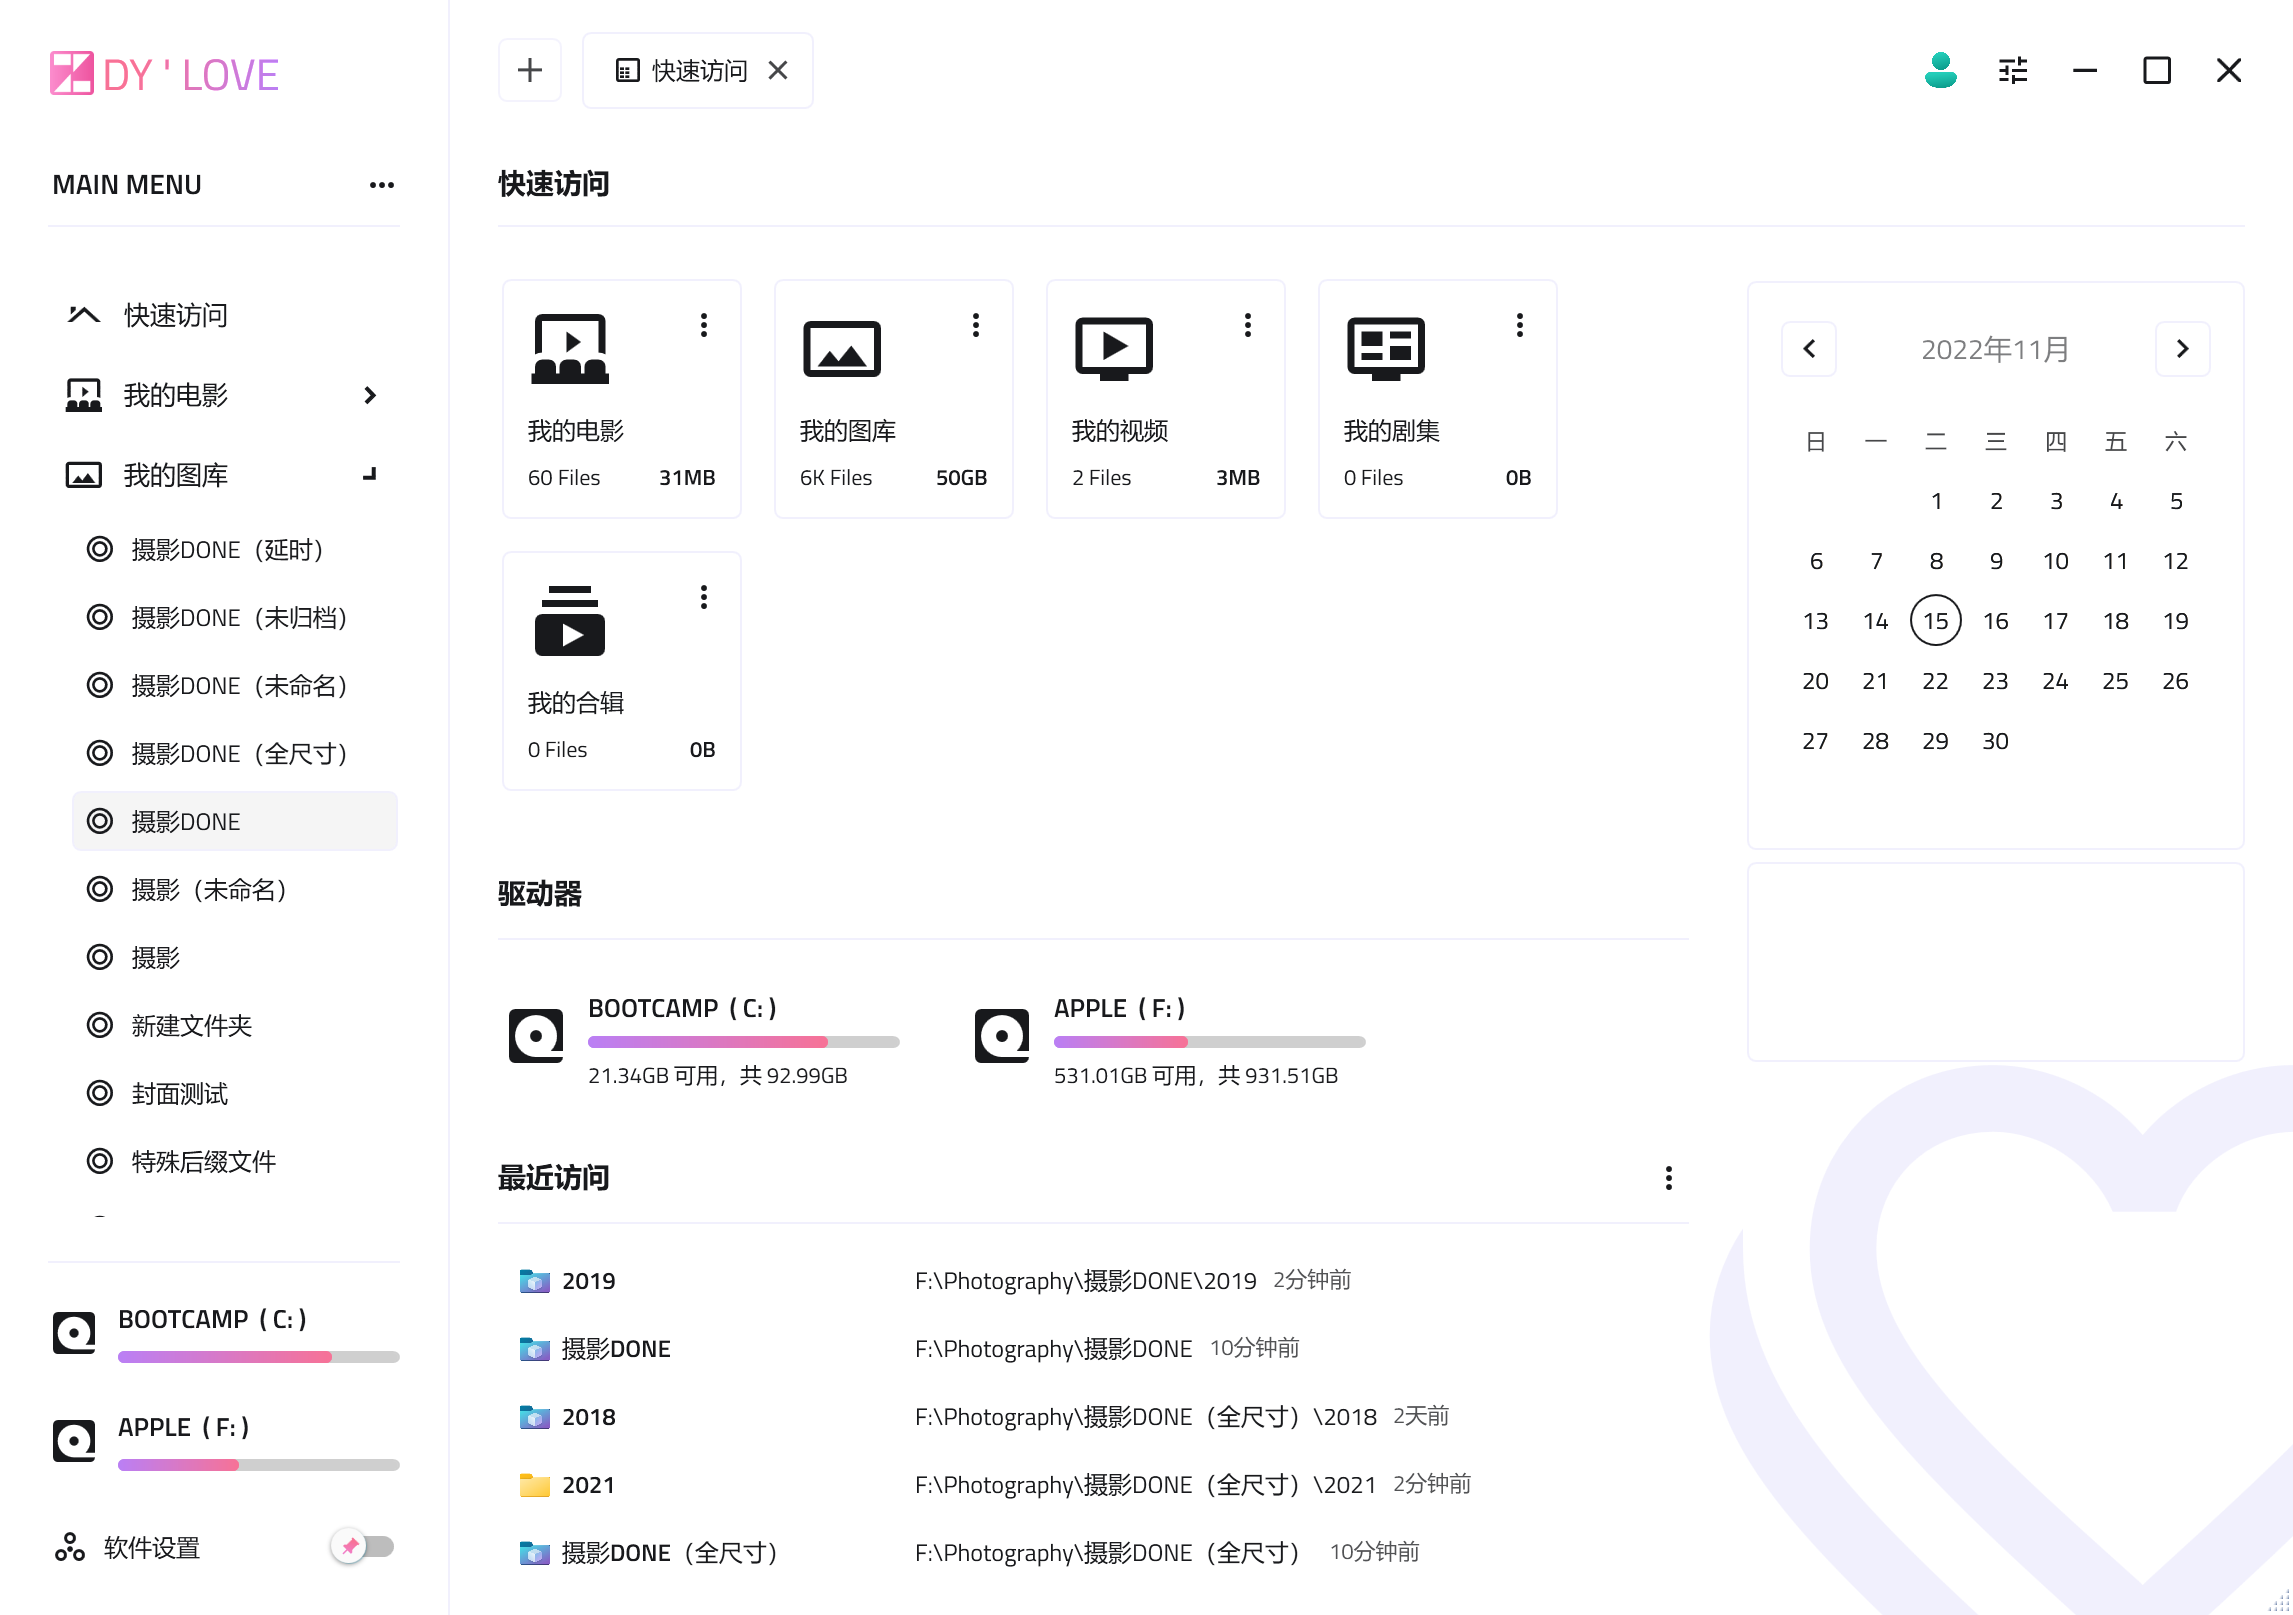 DY ' LOVE
MAIN MENU
快速访问
我的电影
我的图库
摄影DONE（延时）
摄影DONE（未归档）
摄影DONE（未命名）
摄影DONE（全尺寸）
摄影DONE
摄影（未命名）
摄影
新建文件夹
封面测试
特殊后缀文件
BOOTCAMP（C:）
APPLE（F:）
软件设置
快速访问
快速访问
我的电影
60 Files 31MB
我的图库
6K Files 50GB
我的视频
2 Files 3MB
我的剧集
0 Files 0B
我的合辑
0 Files 0B
2022年11月
日 一 二 三 四 五 六
1 2 3 4 5
6 7 8 9 10 11 12
13 14 15 16 17 18 19
20 21 22 23 24 25 26
27 28 29 30
驱动器
BOOTCAMP（C:）
21.34GB 可用，共 92.99GB
APPLE（F:）
531.01GB 可用，共 931.51GB
最近访问
2019 F:\Photography\摄影DONE\2019 2分钟前
摄影DONE F:\Photography\摄影DONE 10分钟前
2018 F:\Photography\摄影DONE（全尺寸）\2018 2天前
2021 F:\Photography\摄影DONE（全尺寸）\2021 2分钟前
摄影DONE（全尺寸） F:\Photography\摄影DONE（全尺寸） 10分钟前